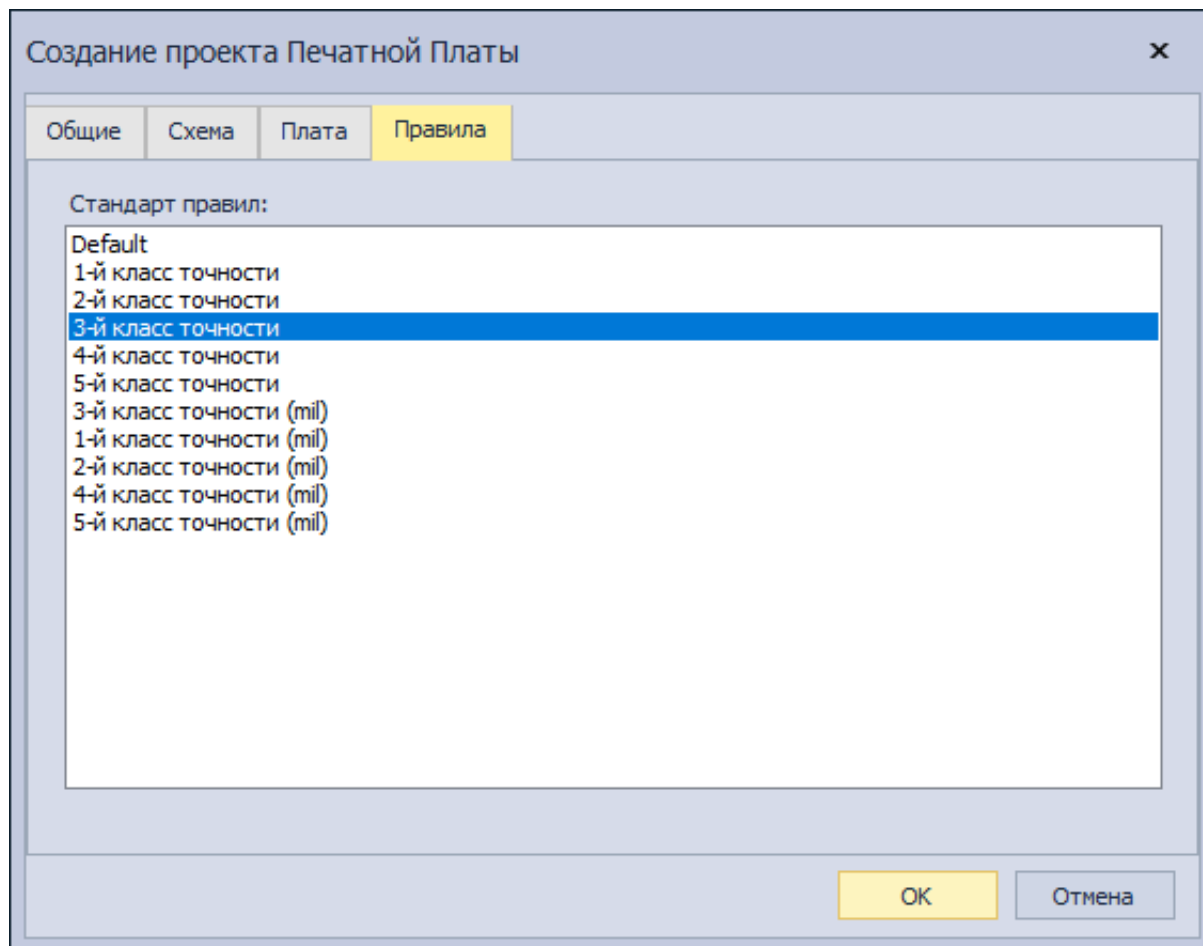 Создание проекта Печатной Платы
Общие Схема Плата Правила
Стандарт правил:
Default
1-й класс точности
2-й класс точности
3-й класс точности
4-й класс точности
5-й класс точности
3-й класс точности (mil)
1-й класс точности (mil)
2-й класс точности (mil)
4-й класс точности (mil)
5-й класс точности (mil)
OK Отмена